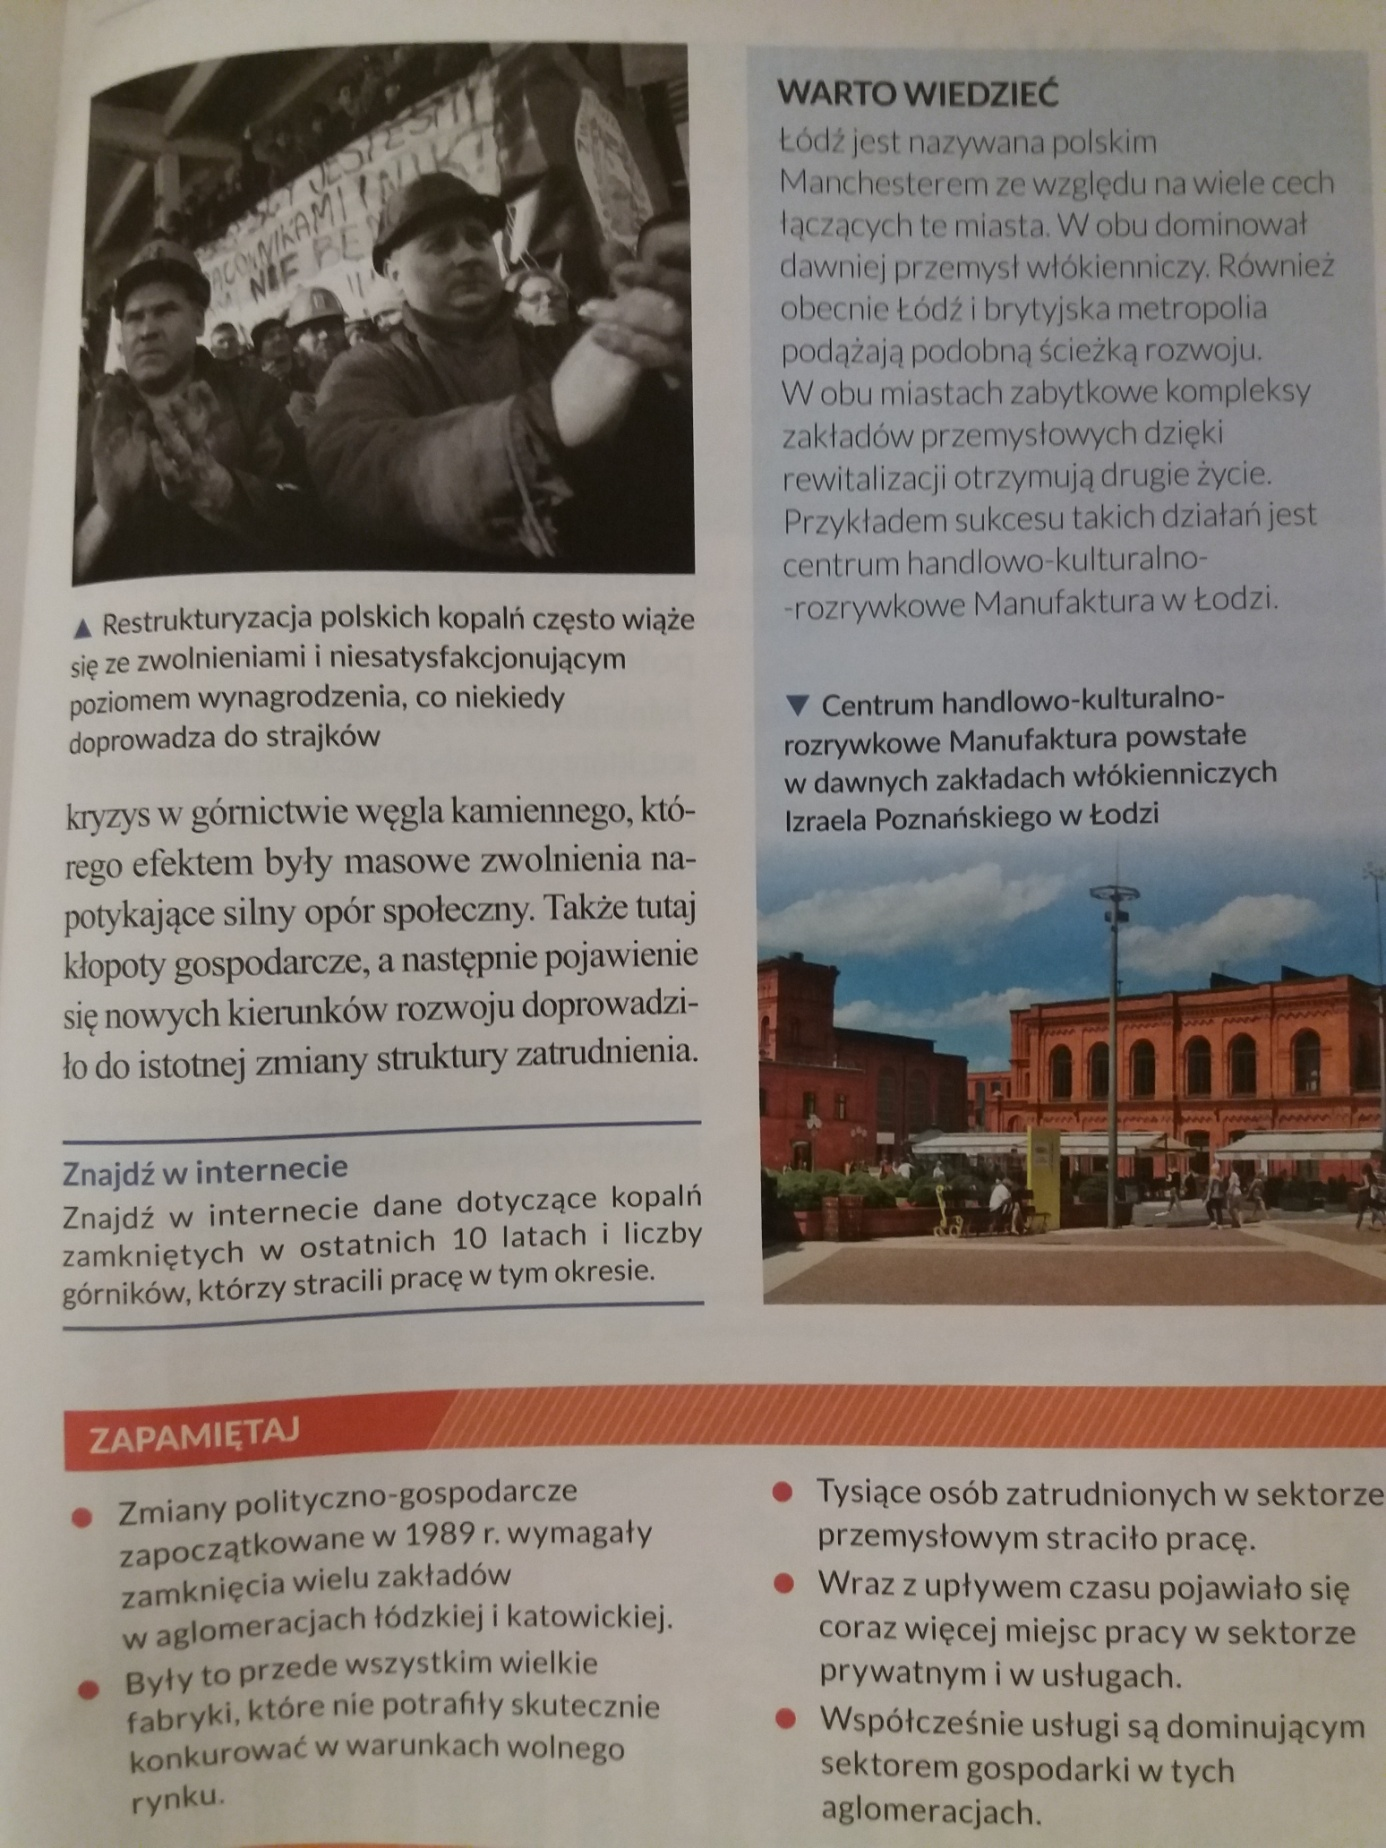 JESTEŚMY
PRACOWNIKAMI I NIKT
NIE BĘ
▲ Restrukturyzacja polskich kopalń często wiąże
się ze zwolnieniami i niesatysfakcjonującym
poziomem wynagrodzenia, co niekiedy
doprowadza do strajków
kryzys w górnictwie węgla kamiennego, któ-
rego efektem były masowe zwolnienia na-
potykające silny opór społeczny. Także tutaj
kłopoty gospodarcze, a następnie pojawienie
się nowych kierunków rozwoju doprowadzi-
ło do istotnej zmiany struktury zatrudnienia.
Znajdź w internecie
Znajdź w internecie dane dotyczące kopalń
zamkniętych w ostatnich 10 latach i liczby
górników, którzy stracili pracę w tym okresie.
WARTO WIEDZIEĆ
Łódź jest nazywana polskim
Manchesterem ze względu na wiele cech
łączących te miasta. W obu dominował
dawniej przemysł włókienniczy. Również
obecnie Łódź i brytyjska metropolia
podążają podobną ścieżką rozwoju.
W obu miastach zabytkowe kompleksy
zakładów przemysłowych dzięki
rewitalizacji otrzymują drugie życie.
Przykładem sukcesu takich działań jest
centrum handlowo-kulturalno-
-rozrywkowe Manufaktura w Łodzi.
▼ Centrum handlowo-kulturalno-
rozrywkowe Manufaktura powstałe
w dawnych zakładach włókienniczych
Izraela Poznańskiego w Łodzi
ZAPAMIĘTAJ
● Zmiany polityczno-gospodarcze
zapoczątkowane w 1989 r. wymagały
zamknięcia wielu zakładów
w aglomeracjach łódzkiej i katowickiej.
● Były to przede wszystkim wielkie
fabryki, które nie potrafiły skutecznie
konkurować w warunkach wolnego
rynku.
● Tysiące osób zatrudnionych w sektorze
przemysłowym straciło pracę.
● Wraz z upływem czasu pojawiało się
coraz więcej miejsc pracy w sektorze
prywatnym i w usługach.
● Współcześnie usługi są dominującym
sektorem gospodarki w tych
aglomeracjach.